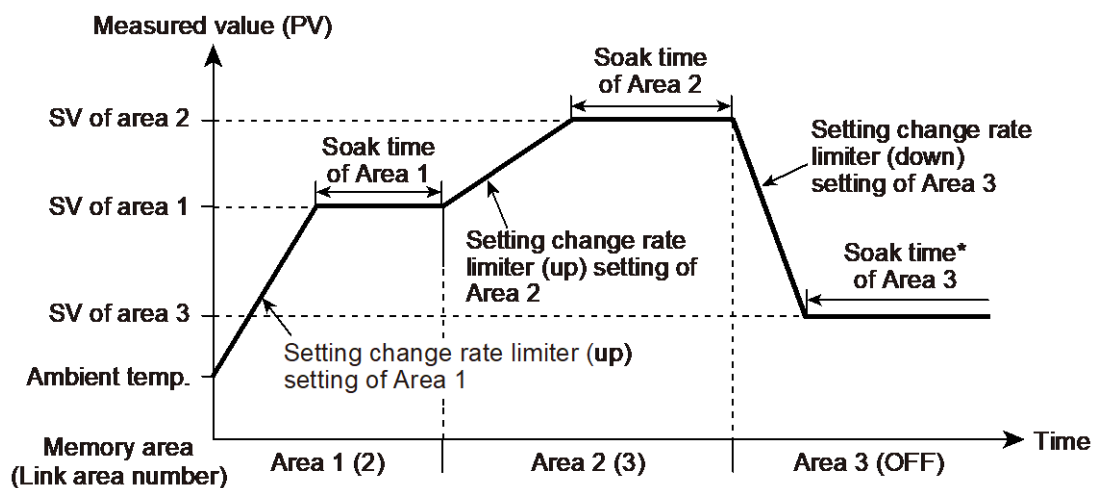 Measured value (PV)
Soak time
of Area 2
SV of area 2
Soak time
of Area 1
Setting change rate
limiter (down)
setting of Area 3
SV of area 1
Setting change rate
limiter (up) setting of
Area 2
Soak time*
of Area 3
SV of area 3
Setting change rate limiter (up)
setting of Area 1
Ambient temp.
Time
Memory area
(Link area number)
Area 1 (2)
Area 2 (3)
Area 3 (OFF)